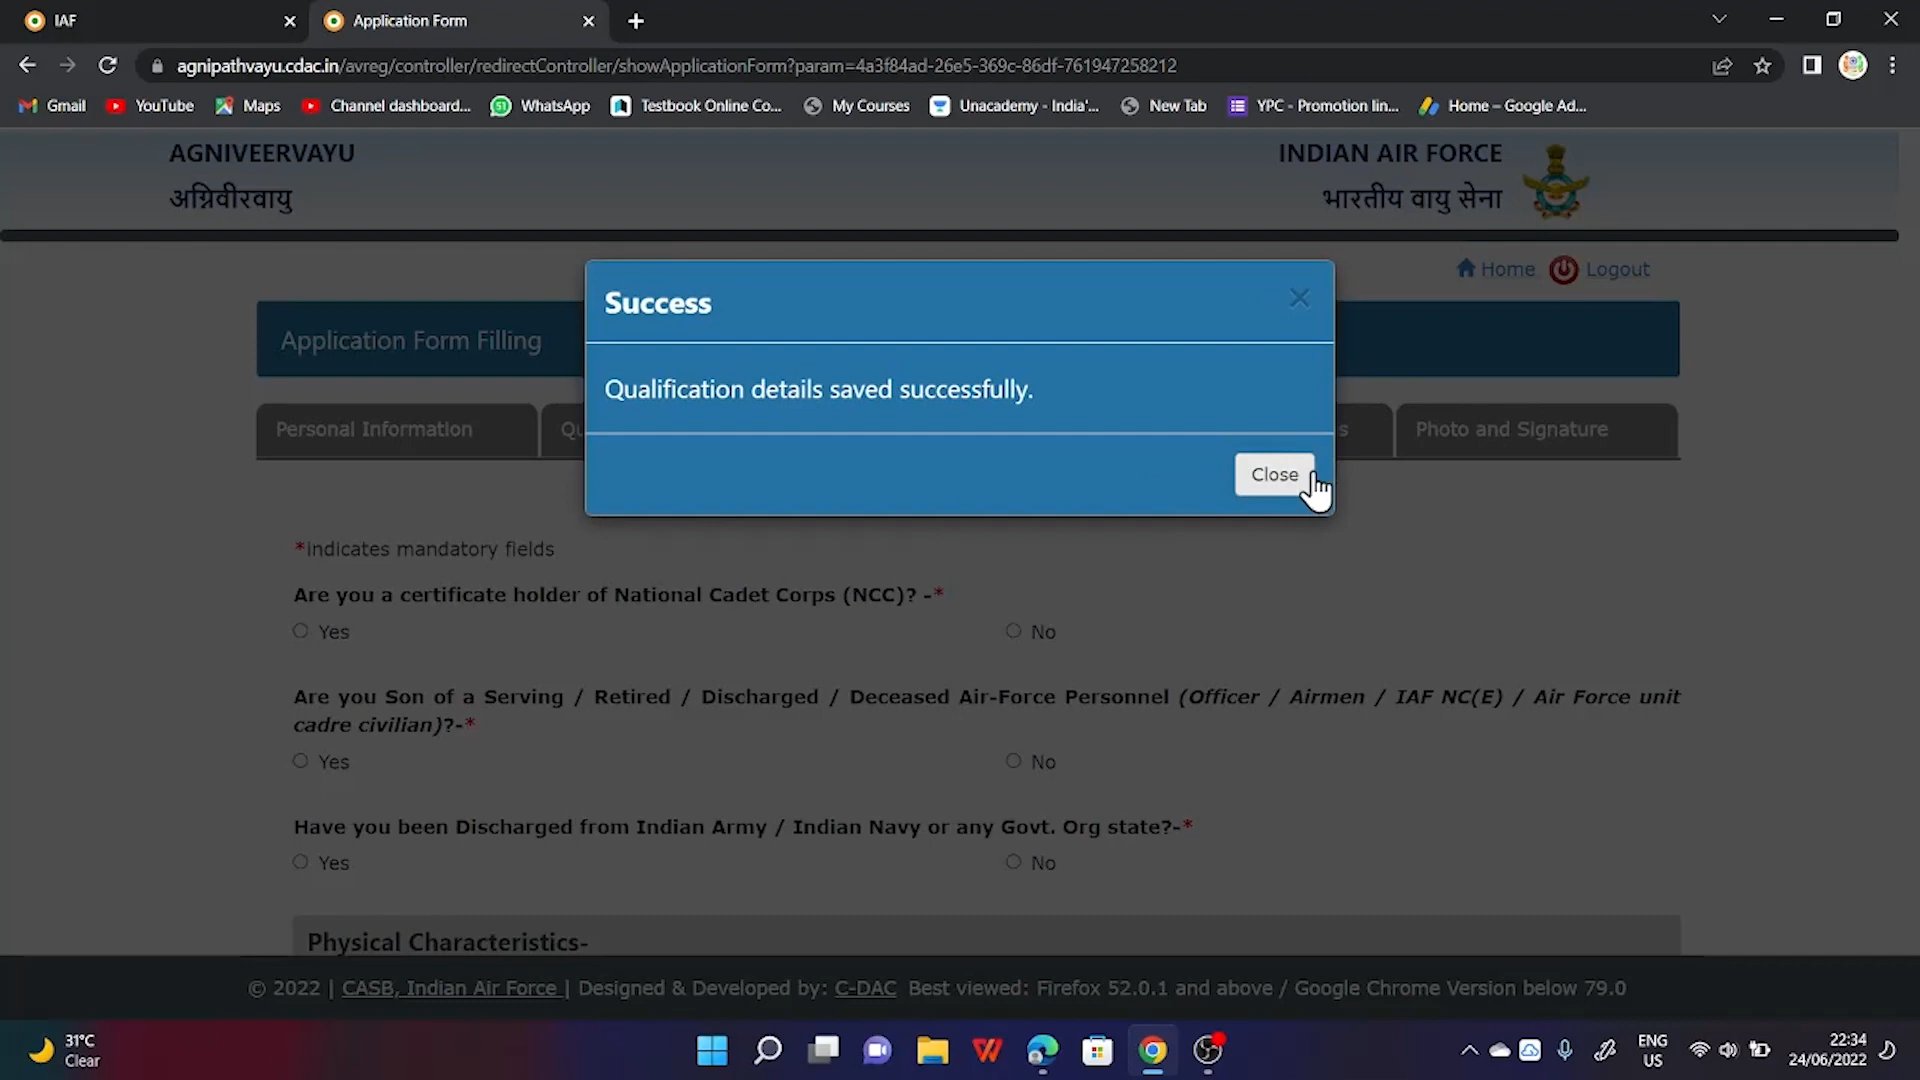 IAF
Application Form
agnipathvayu.cdac.in/avreg/controller/redirectController/showApplicationForm?param=4a3f84ad-26e5-369c-86df-761947258212
Gmail YouTube Maps Channel dashboard... WhatsApp Testbook Online Co... My Courses Unacademy - India'... New Tab YPC - Promotion lin... Home – Google Ad...
AGNIVEERVAYU
अग्निवीरवायु
INDIAN AIR FORCE
भारतीय वायु सेना
Home Logout
Application Form Filling
Success
Qualification details saved successfully.
Close
Personal Information Qu s Photo and Signature
*indicates mandatory fields
Are you a certificate holder of National Cadet Corps (NCC)? -*
Yes No
Are you Son of a Serving / Retired / Discharged / Deceased Air-Force Personnel (Officer / Airmen / IAF NC(E) / Air Force unit
cadre civilian)?-*
Yes No
Have you been Discharged from Indian Army / Indian Navy or any Govt. Org state?-*
Yes No
Physical Characteristics-
© 2022 | CASB, Indian Air Force | Designed & Developed by: C-DAC Best viewed: Firefox 52.0.1 and above / Google Chrome Version below 79.0
31°C
Clear
ENG
US
22:34
24/06/2022